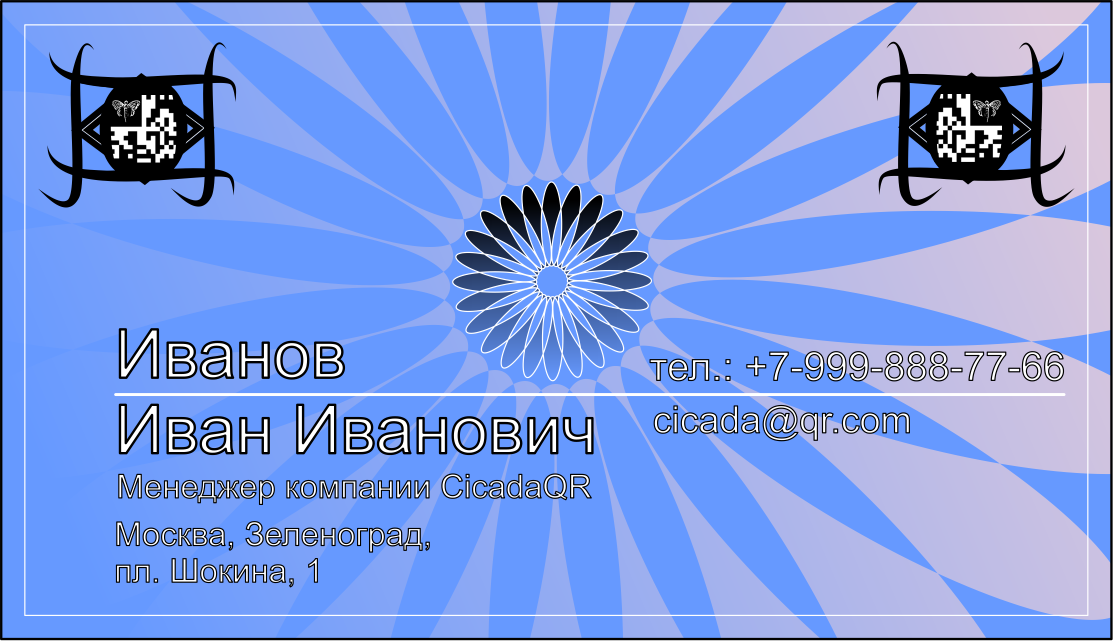 Иванов
Иван Иванович
Менеджер компании CicadaQR
Москва, Зеленоград,
пл. Шокина, 1
тел.: +7-999-888-77-66
cicada@qr.com